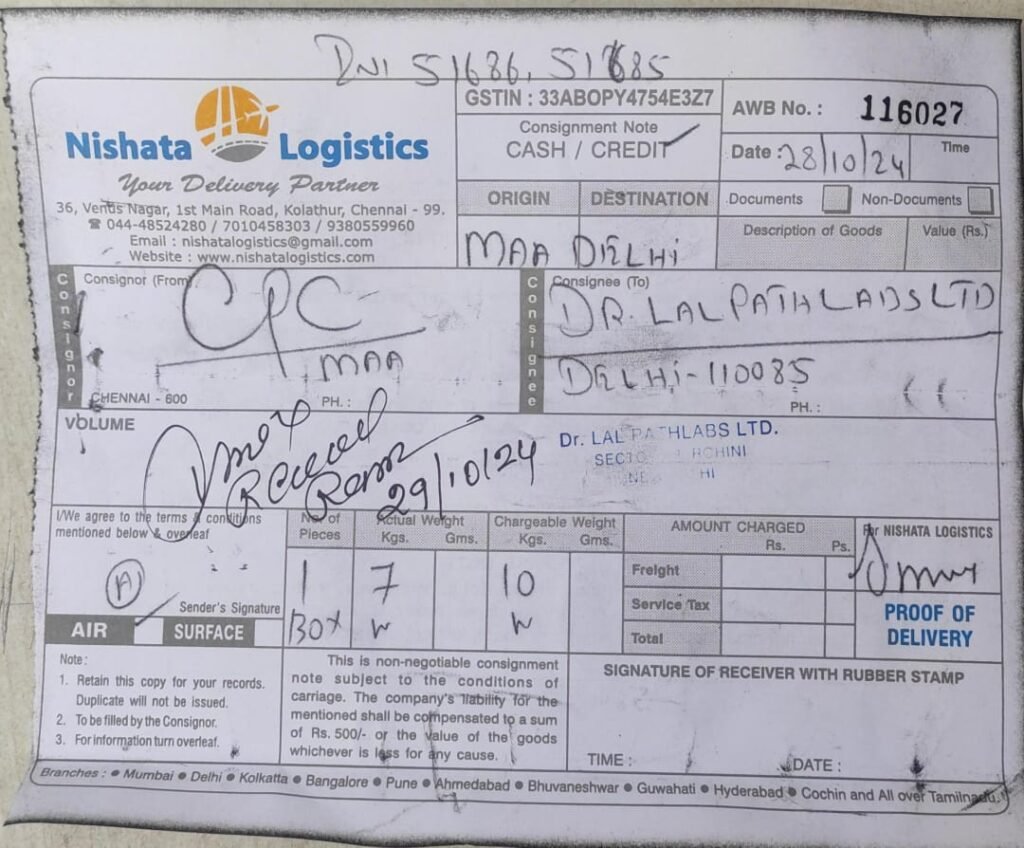 DNI 51686, 51685
Nishata Logistics
Your Delivery Partner
36, Venus Nagar, 1st Main Road, Kolathur, Chennai - 99.
☎ 044-48524280 / 7010458303 / 9380559960
Email : nishatalogistics@gmail.com
Website : www.nishatalogistics.com
GSTIN : 33ABOPY4754E3Z7
Consignment Note
CASH / CREDIT
AWB No. : 116027
Date : 28/10/24 Time
ORIGIN DESTINATION
MAA DELHi
Documents Non-Documents
Description of Goods Value (Rs.)
Consignor
Consignor (From)
CPC
MAA
CHENNAI - 600 PH. :
Consignee
Consignee (To)
DR. LAL PATHLABS LTD
DELHi-110085
PH. :
VOLUME
29/10/24
Dr. LAL PATHLABS LTD.
I/We agree to the terms & conditions
mentioned below & overleaf
A
Sender's Signature
AIR SURFACE
No. of Pieces
Actual Weight
Kgs. Gms.
Chargeable Weight
Kgs. Gms.
1 7 10
BOX
AMOUNT CHARGED
Rs. Ps.
Freight
Service Tax
Total
For NISHATA LOGISTICS
PROOF OF
DELIVERY
Note :
1. Retain this copy for your records.
Duplicate will not be issued.
2. To be filled by the Consignor.
3. For information turn overleaf.
This is non-negotiable consignment
note subject to the conditions of
carriage. The company's liability for the
mentioned shall be compensated to a sum
of Rs. 500/- or the value of the goods
whichever is less for any cause.
SIGNATURE OF RECEIVER WITH RUBBER STAMP
TIME : DATE :
Branches : ● Mumbai ● Delhi ● Kolkatta ● Bangalore ● Pune ● Ahmedabad ● Bhuvaneshwar ● Guwahati ● Hyderabad ● Cochin and All over Tamilnadu.